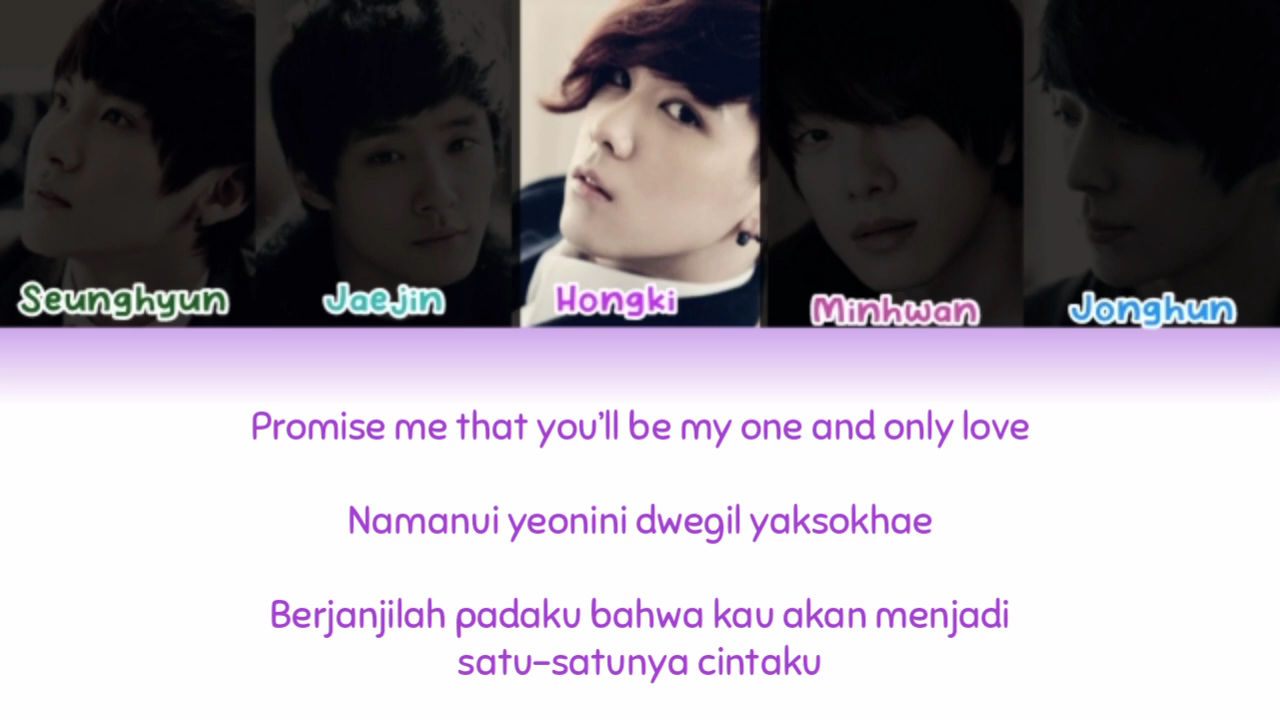 Seunghyun Jaejin Hongki Minhwan Jonghun
Promise me that you'll be my one and only love
Namanui yeonini dwegil yaksokhae
Berjanjilah padaku bahwa kau akan menjadi
satu-satunya cintaku